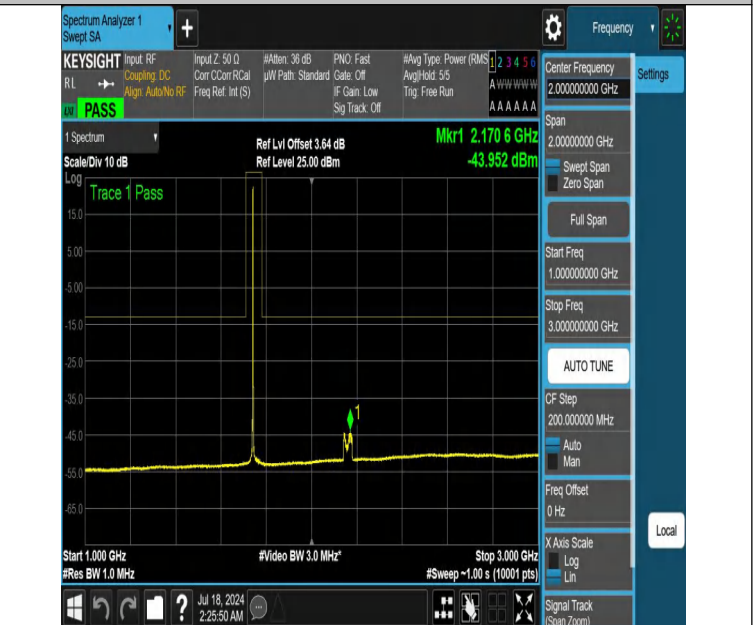 Spectrum Analyzer 1
Swept SA
+
Frequency
KEYSIGHT
RL
PASS
Input: RF
Coupling: DC
Align: Auto/No RF
Input Z: 50 Ω
Corr CCorr RCal
Freq Ref: Int (S)
#Atten: 36 dB
µW Path: Standard
PNO: Fast
Gate: Off
IF Gain: Low
Sig Track: Off
#Avg Type: Power (RMS
Avg|Hold: 5/5
Trig: Free Run
1 2 3 4 5 6
A W W W W W
A A A A A A
1 Spectrum
Scale/Div 10 dB
Ref Lvl Offset 3.64 dB
Ref Level 25.00 dBm
Mkr1 2.170 6 GHz
-43.952 dBm
Log
Trace 1 Pass
15.0
5.00
-5.00
-15.0
-25.0
-35.0
-45.0
-55.0
-65.0
1
Start 1.000 GHz
#Res BW 1.0 MHz
#Video BW 3.0 MHz*
Stop 3.000 GHz
#Sweep ~1.00 s (10001 pts)
Jul 18, 2024
2:25:50 AM
?
Center Frequency
2.000000000 GHz
Span
2.00000000 GHz
Swept Span
Zero Span
Full Span
Start Freq
1.000000000 GHz
Stop Freq
3.000000000 GHz
AUTO TUNE
CF Step
200.000000 MHz
Auto
Man
Freq Offset
0 Hz
X Axis Scale
Log
Lin
Signal Track
(Span Zoom)
Settings
Local